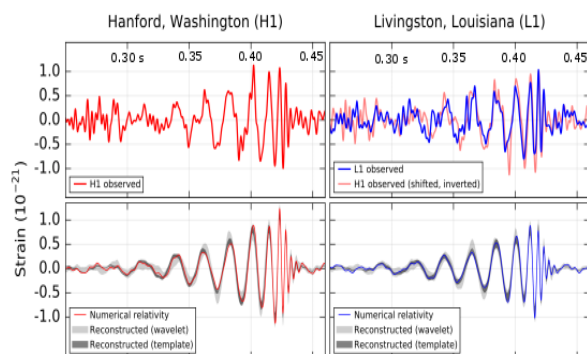 Hanford, Washington (H1)
Livingston, Louisiana (L1)
0.30 s 0.35 0.40 0.45
0.30 s 0.35 0.40 0.45
Strain (10⁻²¹)
1.0
0.5
0.0
-0.5
-1.0
H1 observed
L1 observed
H1 observed (shifted, inverted)
1.0
0.5
0.0
-0.5
-1.0
Numerical relativity
Reconstructed (wavelet)
Reconstructed (template)
Numerical relativity
Reconstructed (wavelet)
Reconstructed (template)